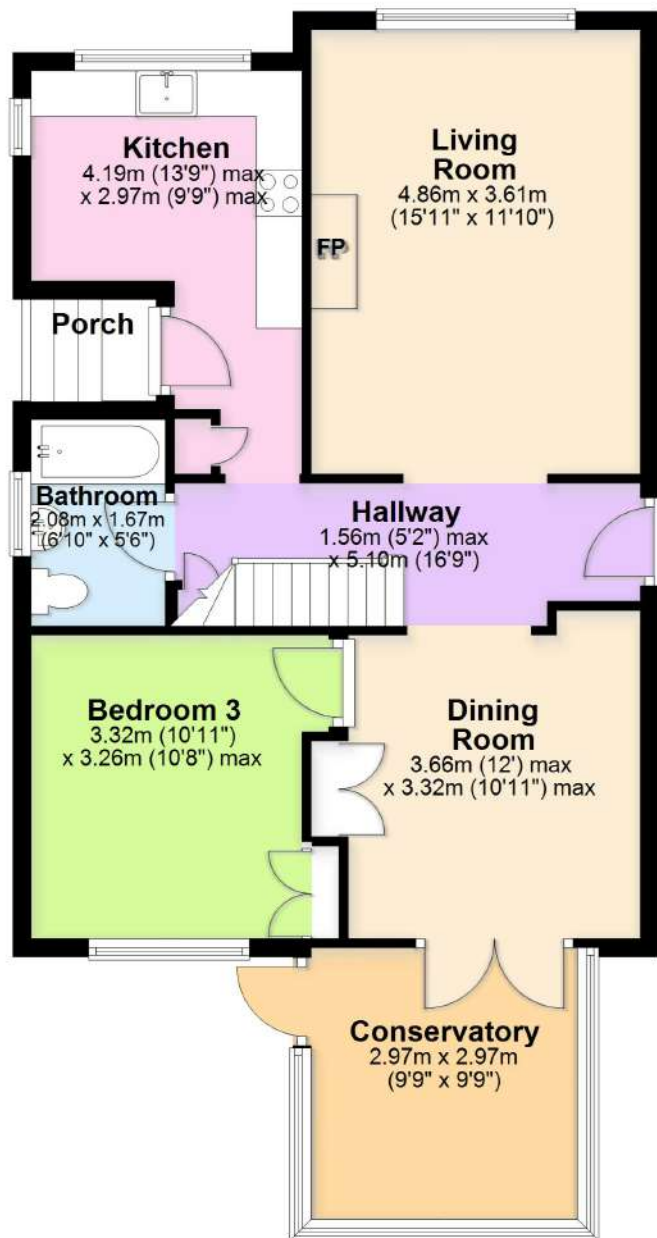 Kitchen
4.19m (13'9") max
x 2.97m (9'9") max
Living
Room
4.86m x 3.61m
(15'11" x 11'10")
FP
Porch
Bathroom
2.08m x 1.67m
(6'10" x 5'6")
Hallway
1.56m (5'2") max
x 5.10m (16'9")
Bedroom 3
3.32m (10'11")
x 3.26m (10'8") max
Dining
Room
3.66m (12') max
x 3.32m (10'11") max
Conservatory
2.97m x 2.97m
(9'9" x 9'9")